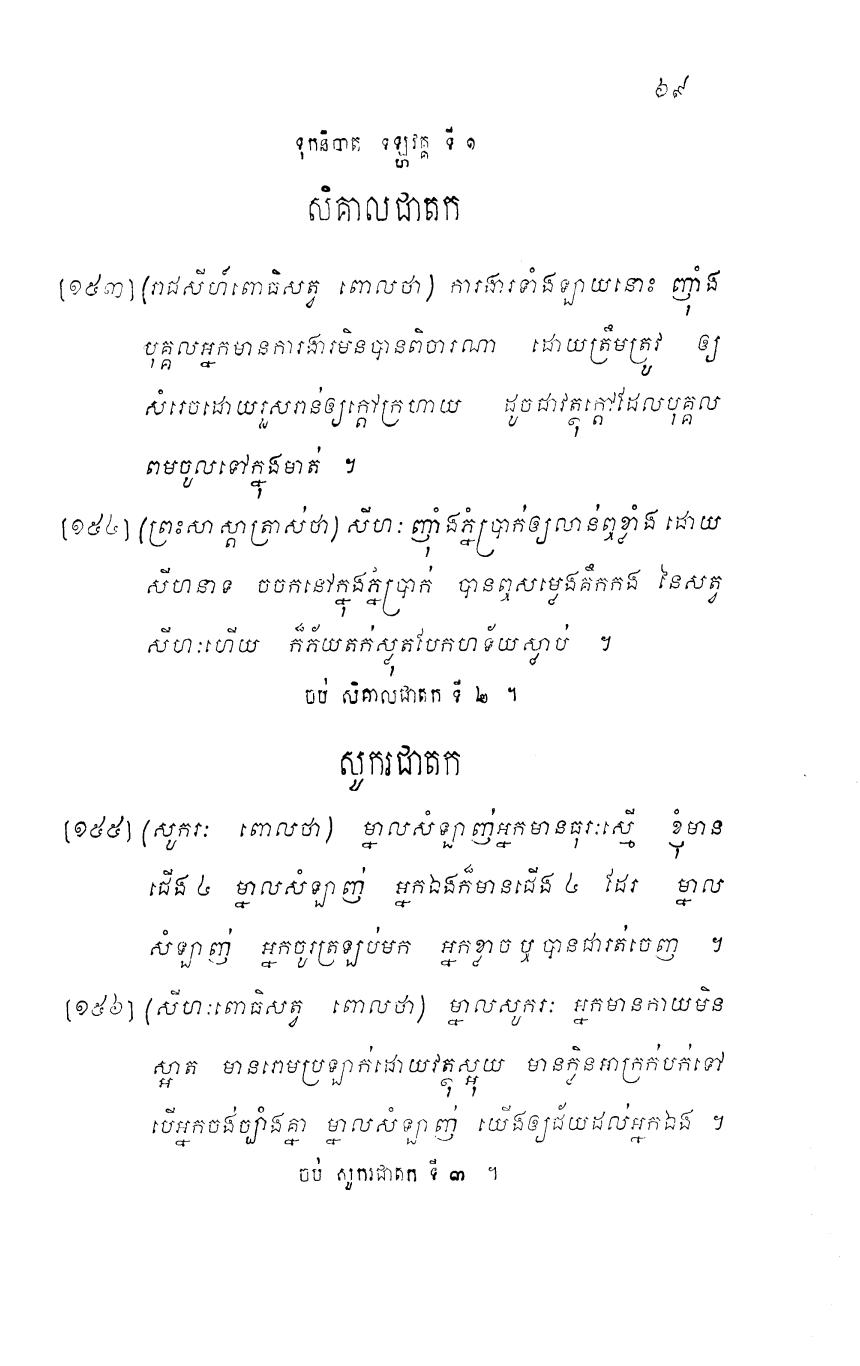 ៦៩
ទុកនិបាត ទឡ្ហវគ្គ ទី ១
សិគាលជាតក
[១៥៣] (រាជសីហ៍ពោធិសត្វ ពោលថា) ការងារទាំងឡាយនោះ ញុំាង
បុគ្គលអ្នកមានការងារមិនបានពិចារណា ដោយត្រឹមត្រូវ ឲ្យ
សំរេចដោយរួសរាន់ឲ្យក្តៅក្រហាយ ដូចជាវត្ថុក្តៅដែលបុគ្គល
ពមចូលទៅក្នុងមាត់ ។
[១៥៤] (ព្រះសាស្តាត្រាស់ថា) សីហៈ ញុំាងភ្នំប្រាក់ឲ្យលាន់ឮខ្លាំង ដោយ
សីហនាទ ចចកនៅក្នុងភ្នំប្រាក់ បានឮសម្លេងគឹកកង នៃសត្វ
សីហៈហើយ ក៏ភ័យតក់ស្លុតបែកហទ័យស្លាប់ ។
ចប់ សិគាលជាតក ទី ២ ។
សូករជាតក
[១៥៥] (សូករៈ ពោលថា) ម្នាលសំឡាញ់អ្នកមានធុរៈស្មើ ខ្ញុំមាន
ជើង ៤ ម្នាលសំឡាញ់ អ្នកឯងក៏មានជើង ៤ ដែរ ម្នាល
សំឡាញ់ អ្នកចូរត្រឡប់មក អ្នកខ្លាច ឬ បានជារត់ចេញ ។
[១៥៦] (សីហៈពោធិសត្វ ពោលថា) ម្នាលសូករៈ អ្នកមានកាយមិន
ស្អាត មានរោមប្រឡាក់ដោយវត្ថុស្អុយ មានក្លិនអាក្រក់បក់ទៅ
បើអ្នកចង់ច្បាំងគ្នា ម្នាលសំឡាញ់ យើងឲ្យជ័យដល់អ្នកឯង ។
ចប់ សូករជាតក ទី ៣ ។